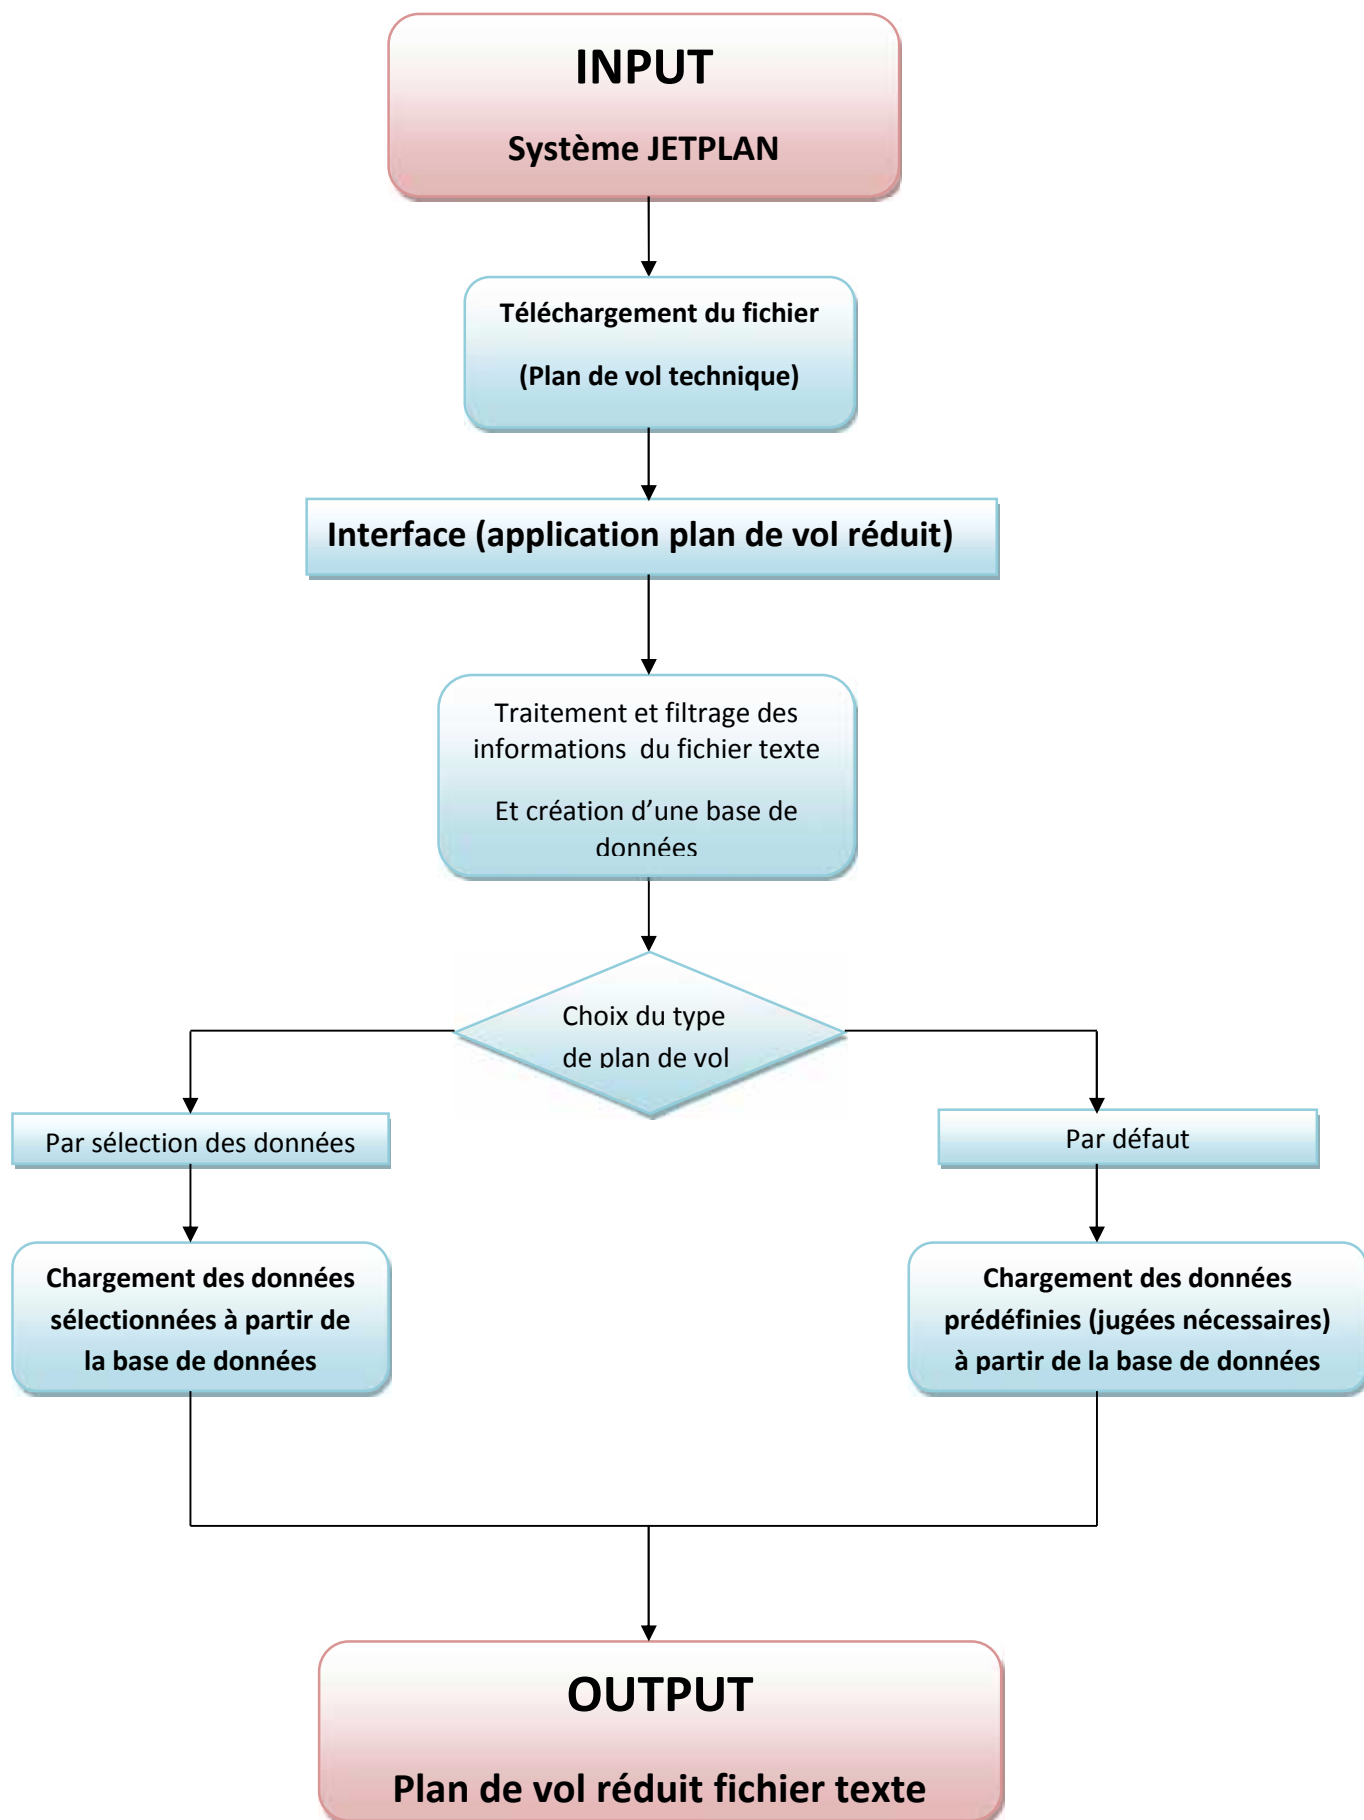 INPUT
Système JETPLAN
Téléchargement du fichier
(Plan de vol technique)
Interface (application plan de vol réduit)
Traitement et filtrage des
informations du fichier texte
Et création d’une base de
données
Choix du type
de plan de vol
Par sélection des données
Par défaut
Chargement des données
sélectionnées à partir de
la base de données
Chargement des données
prédéfinies (jugées nécessaires)
à partir de la base de données
OUTPUT
Plan de vol réduit fichier texte